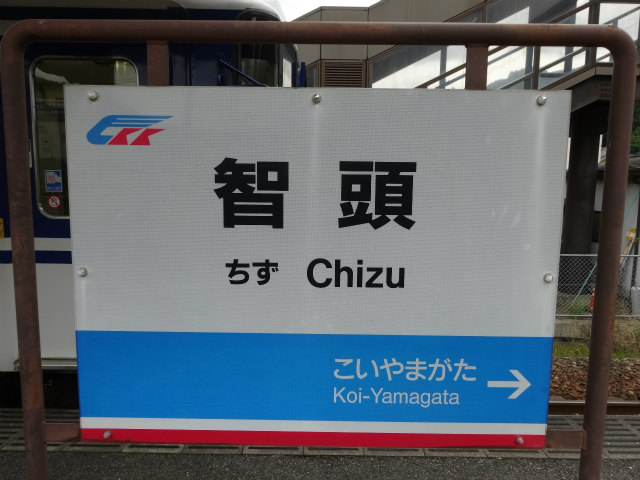 智頭
ちず Chizu
こいやまがた
Koi-Yamagata